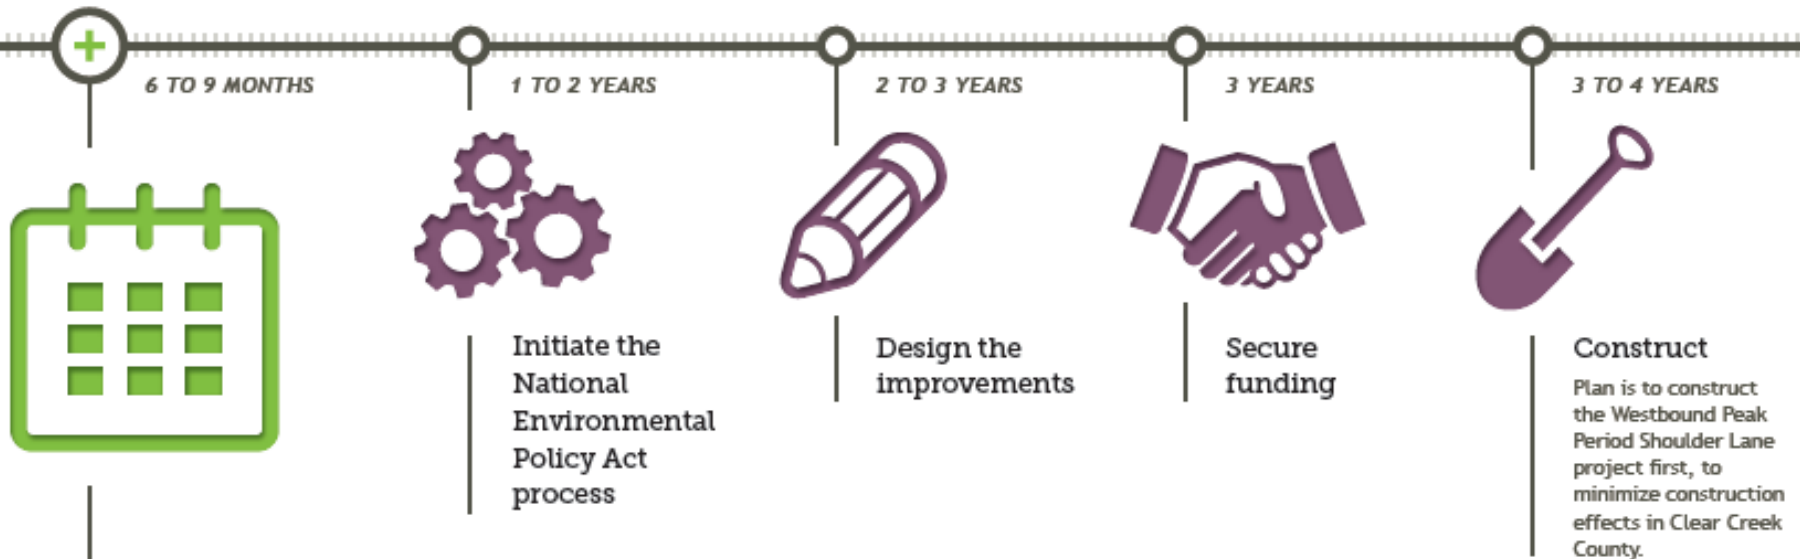 6 TO 9 MONTHS
1 TO 2 YEARS
2 TO 3 YEARS
3 YEARS
3 TO 4 YEARS
Initiate the
National
Environmental
Policy Act
process
Design the
improvements
Secure
funding
Construct
Plan is to construct
the Westbound Peak
Period Shoulder Lane
project first, to
minimize construction
effects in Clear Creek
County.